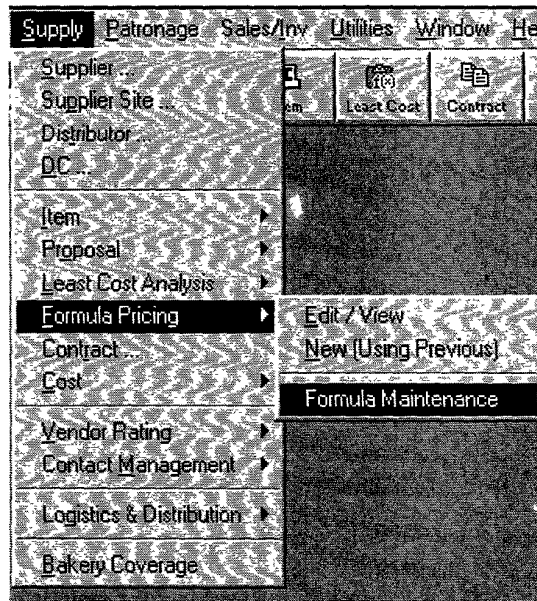 Supply Patronage Sales/Inv Utilities Window He
Supplier ...
Supplier Site ...
Distributor ...
DC ...
em
Least Cost
Contract
Item
Proposal
Least Cost Analysis
Formula Pricing
Edit / View
New (Using Previous)
Formula Maintenance
Contract ...
Cost
Vendor Rating
Contact Management
Logistics & Distribution
Bakery Coverage